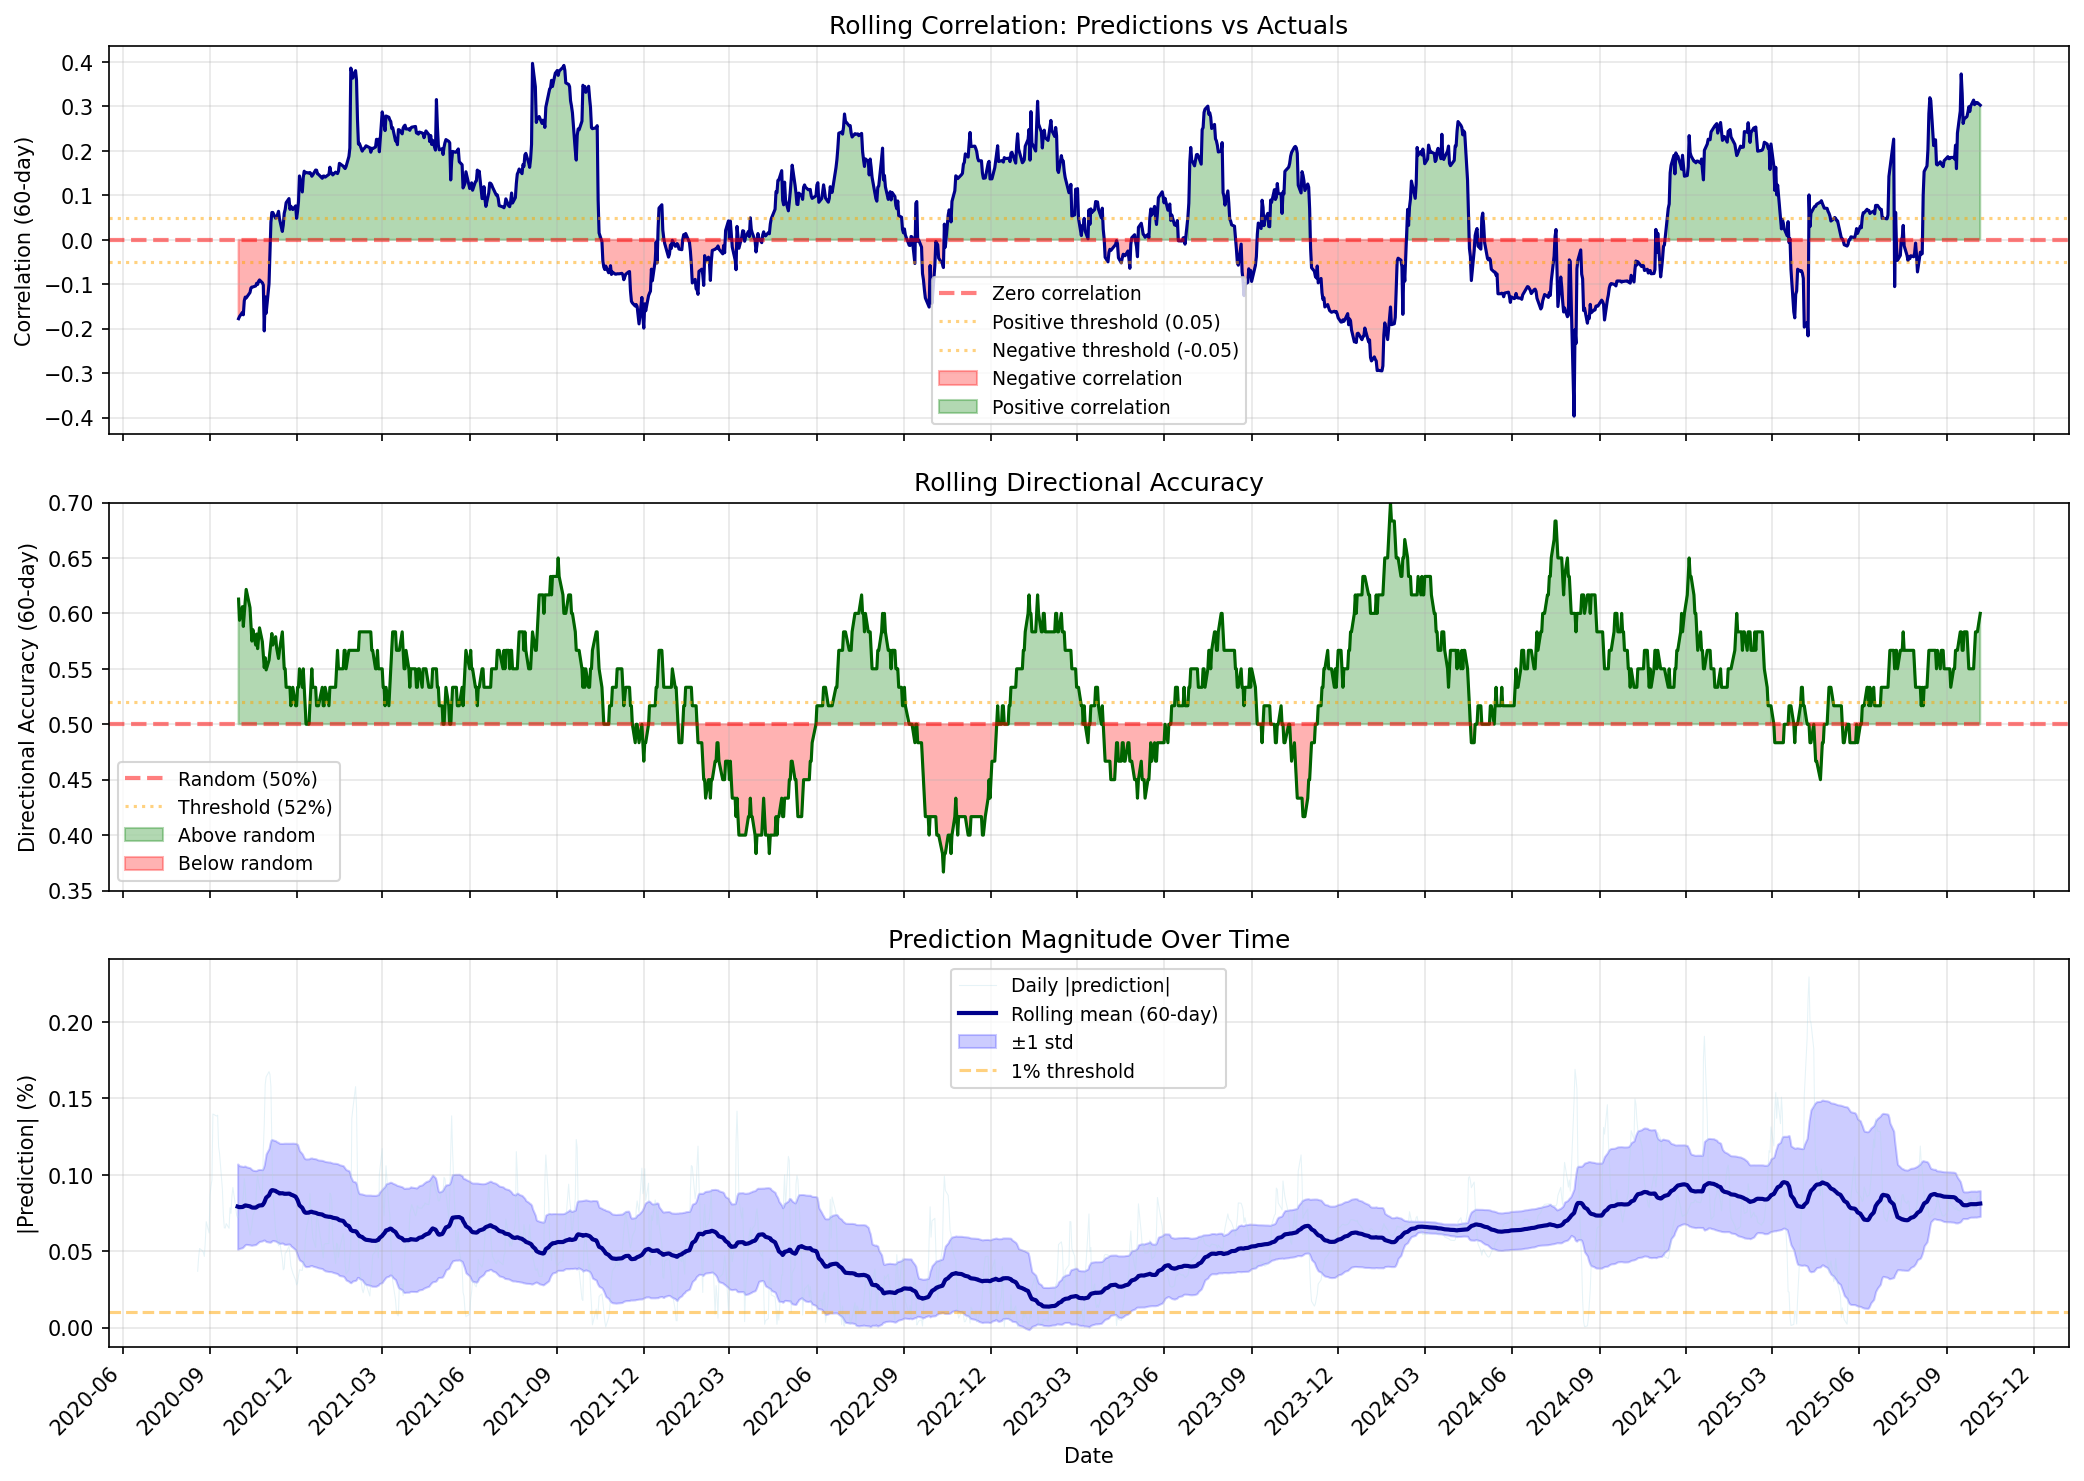 Rolling Correlation: Predictions vs Actuals
Correlation (60-day)
0.4
0.3
0.2
0.1
0.0
−0.1
−0.2
−0.3
−0.4
Zero correlation
Positive threshold (0.05)
Negative threshold (-0.05)
Negative correlation
Positive correlation
Rolling Directional Accuracy
Directional Accuracy (60-day)
0.70
0.65
0.60
0.55
0.50
0.45
0.40
0.35
Random (50%)
Threshold (52%)
Above random
Below random
Prediction Magnitude Over Time
|Prediction| (%)
0.20
0.15
0.10
0.05
0.00
Daily |prediction|
Rolling mean (60-day)
±1 std
1% threshold
2020-06
2020-09
2020-12
2021-03
2021-06
2021-09
2021-12
2022-03
2022-06
2022-09
2022-12
2023-03
2023-06
2023-09
2023-12
2024-03
2024-06
2024-09
2024-12
2025-03
2025-06
2025-09
2025-12
Date